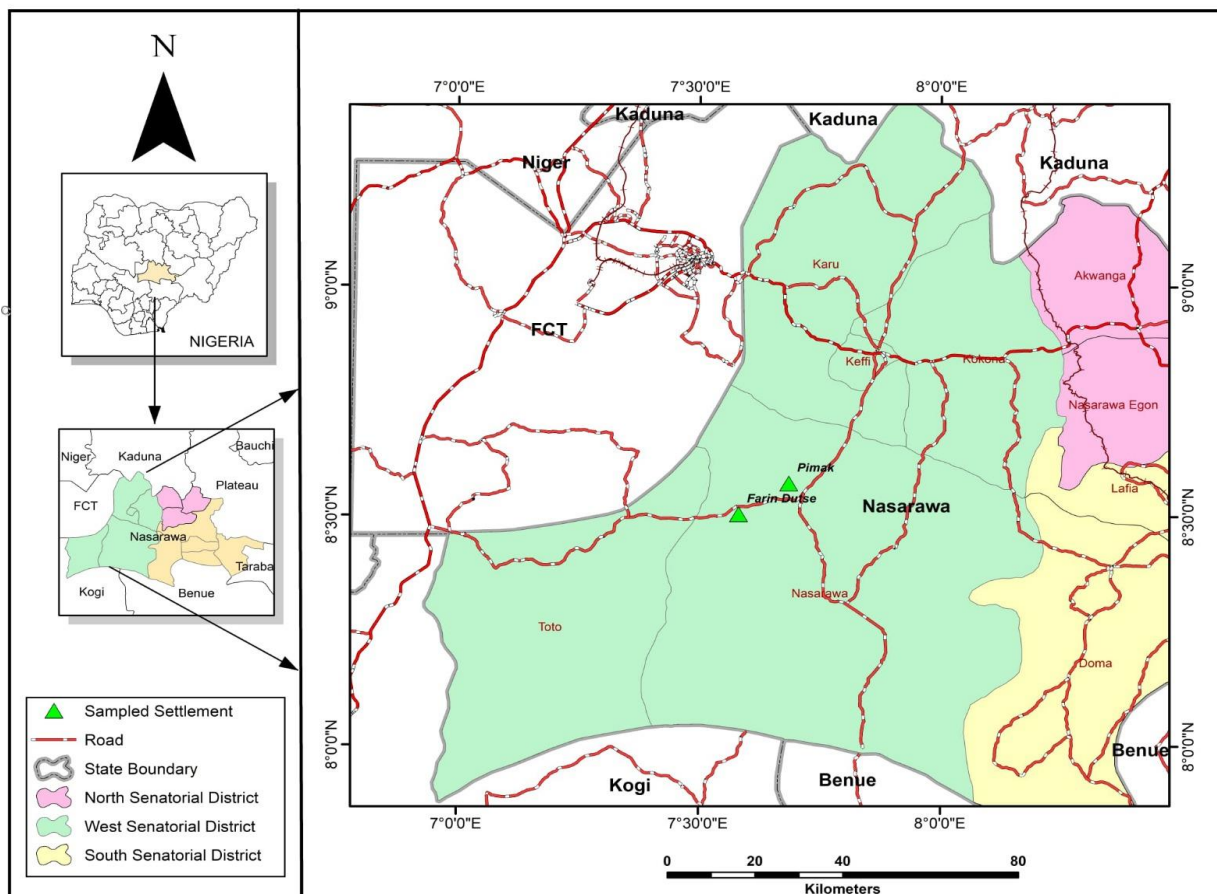 N
NIGERIA
Niger
Kaduna
Bauchi
FCT
Plateau
Nasarawa
Taraba
Kogi
Benue
Sampled Settlement
Road
State Boundary
North Senatorial District
West Senatorial District
South Senatorial District
7°0'0"E
7°30'0"E
8°0'0"E
Kaduna
Kaduna
Kaduna
Niger
Karu
Akwanga
9°0'0"N
9°0'0"N
FCT
Keffi
Kokona
Nasarawa Egon
Pimak
Farin Dutse
Nasarawa
Lafia
8°30'0"N
8°30'0"N
Nasarawa
Toto
Doma
8°0'0"N
8°0'0"N
Kogi
Benue
Benue
7°0'0"E
7°30'0"E
8°0'0"E
0 20 40 80
Kilometers